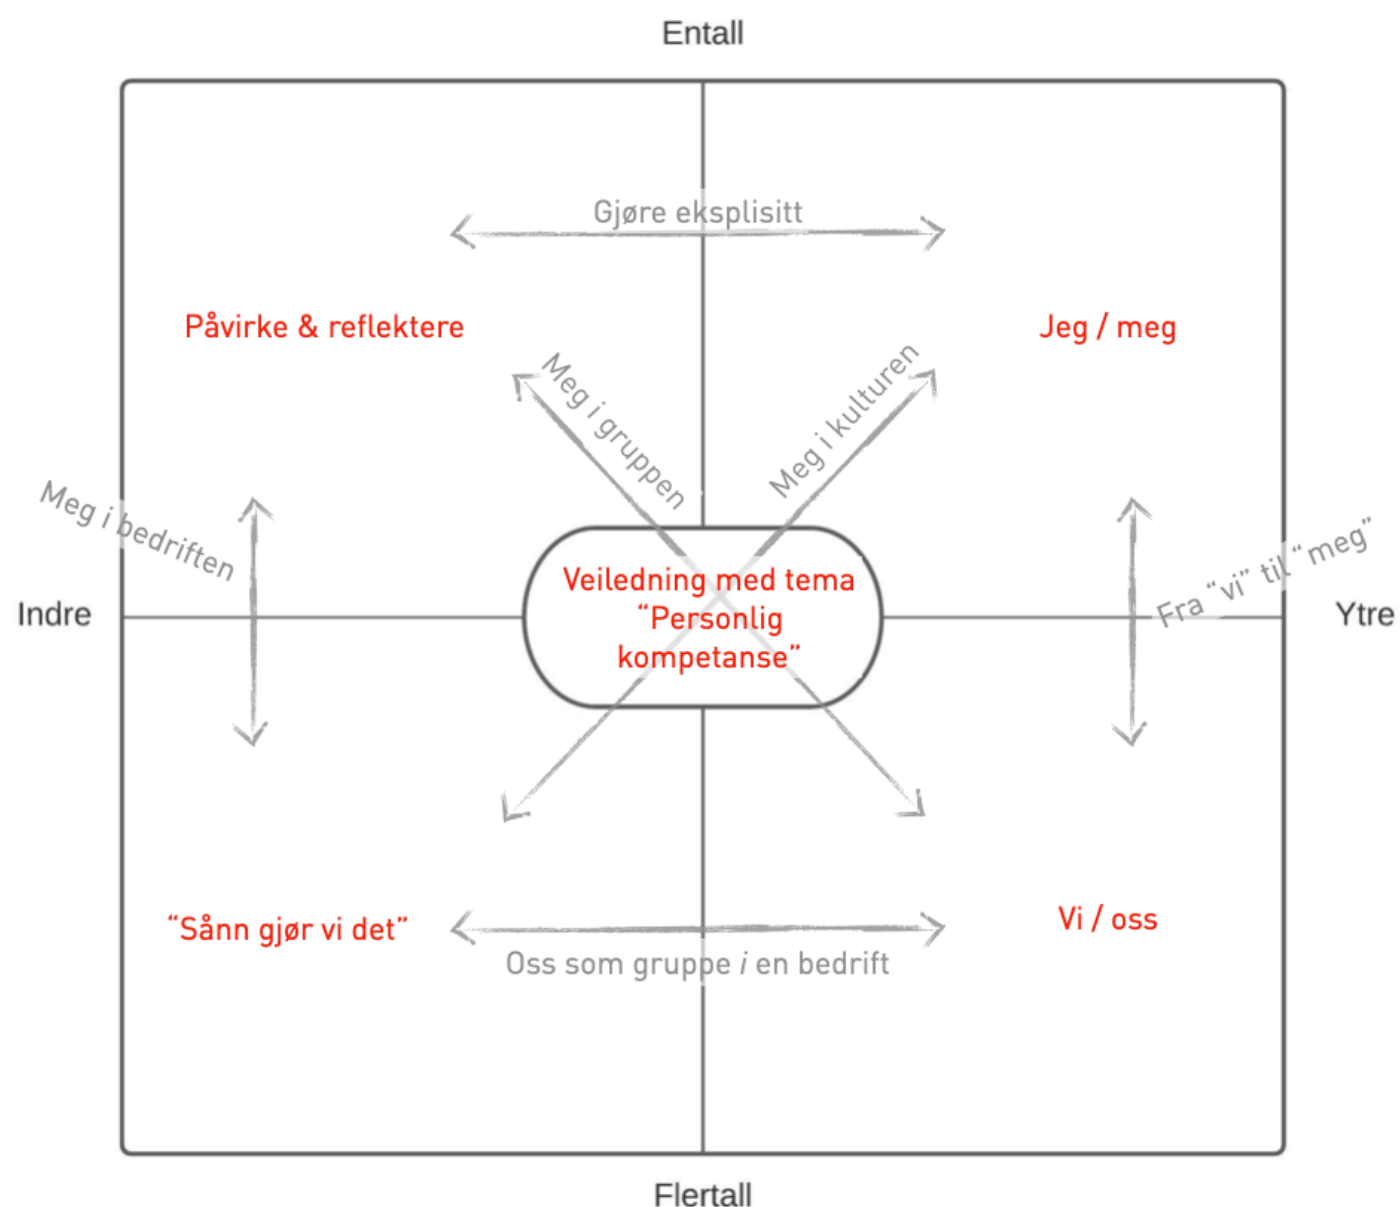 Entall
Gjøre eksplisitt
Påvirke & reflektere
Jeg / meg
Meg i gruppen
Meg i kulturen
Meg i bedriften
Fra “vi” til “meg”
Indre
Veiledning med tema
“Personlig
kompetanse”
Ytre
“Sånn gjør vi det”
Vi / oss
Oss som gruppe i en bedrift
Flertall